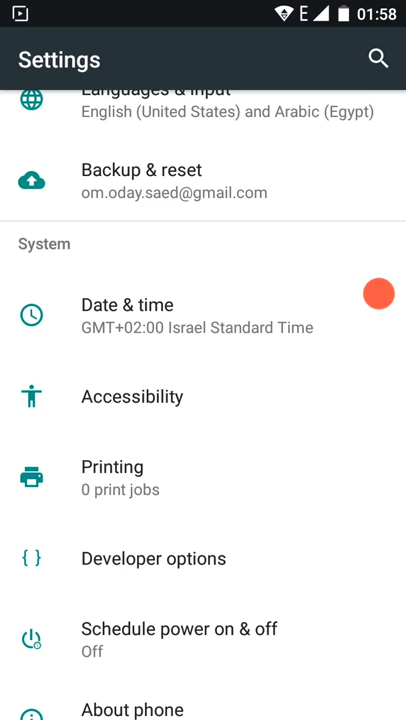 E 01:58
Settings
Languages & input
English (United States) and Arabic (Egypt)
Backup & reset
om.oday.saed@gmail.com
System
Date & time
GMT+02:00 Israel Standard Time
Accessibility
Printing
0 print jobs
{ } Developer options
Schedule power on & off
Off
About phone